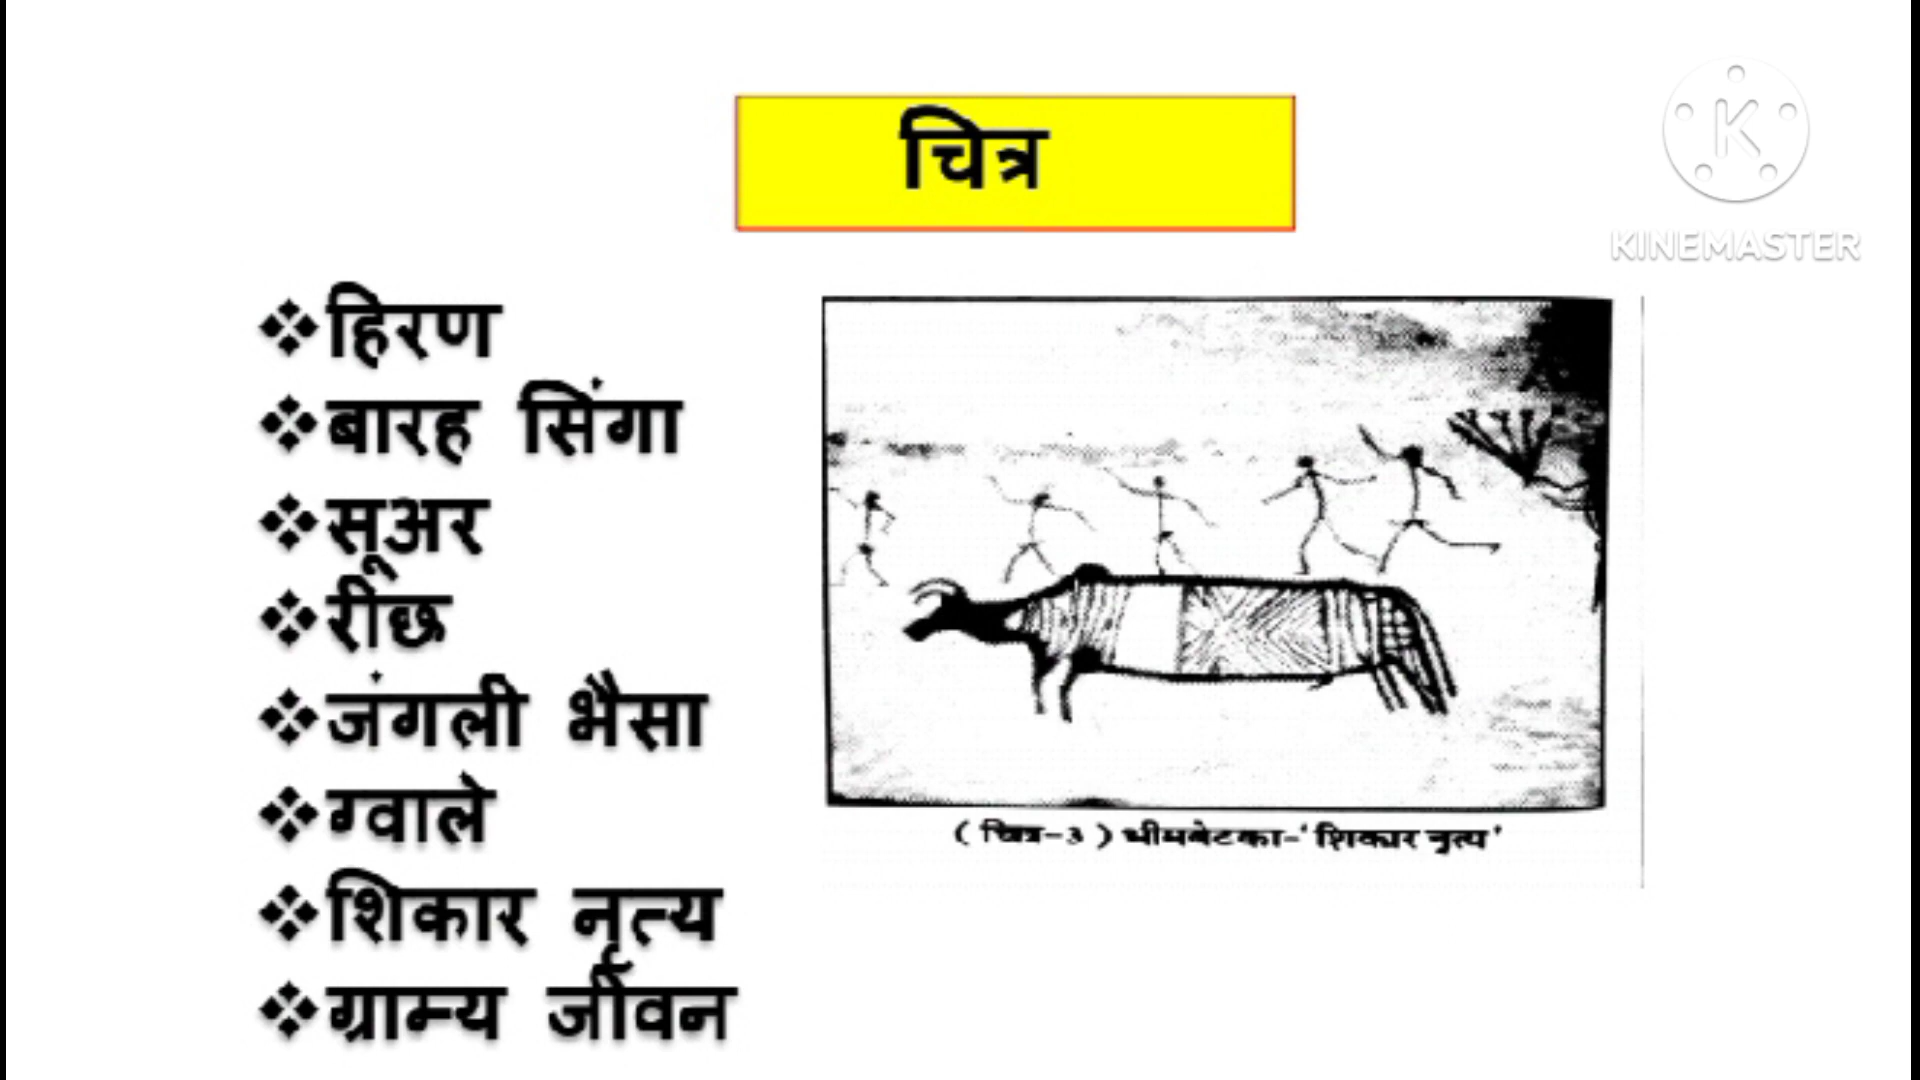 चित्र
K
KINEMASTER
❖हिरण
❖बारह सिंगा
❖सूअर
❖रीछ
❖जंगली भैसा
❖ग्वाले
❖शिकार नृत्य
❖ग्राम्य जीवन
( चित्र-3 ) भीमबेटका-'शिकार नृत्य'